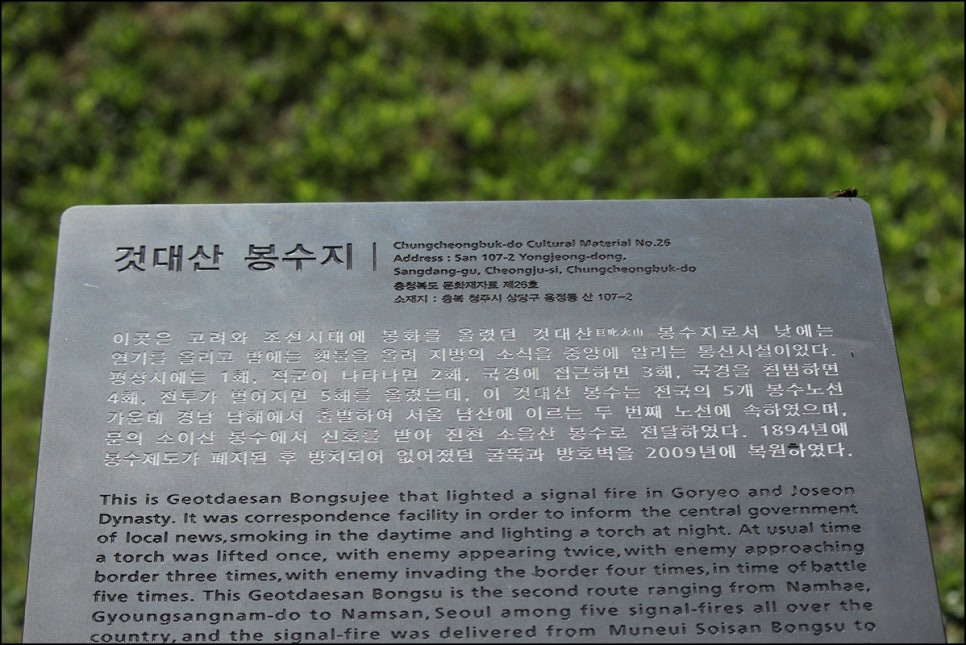 것대산 봉수지
Chungcheongbuk-do Cultural Material No.26
Address : San 107-2 Yongjeong-dong,
Sangdang-gu, Cheongju-si, Chungcheongbuk-do
충청북도 문화재자료 제26호
소재지 : 충북 청주시 상당구 용정동 산 107-2
이곳은 고려와 조선시대에 봉화를 올렸던 것대산 봉수지로서 낮에는
연기를 올리고 밤에는 횃불을 올려 지방의 소식을 중앙에 알리는 통신시설이었다.
평상시에는 1홰, 적군이 나타나면 2홰, 국경에 접근하면 3홰, 국경을 침범하면
4홰, 전투가 벌어지면 5홰를 올렸는데, 이 것대산 봉수는 전국의 5개 봉수노선
가운데 경남 남해에서 출발하여 서울 남산에 이르는 두 번째 노선에 속하였으며,
문의 소이산 봉수에서 신호를 받아 진천 소을산 봉수로 전달하였다. 1894년에
봉수제도가 폐지된 후 방치되어 없어졌던 굴뚝과 방호벽을 2009년에 복원하였다.
This is Geotdaesan Bongsujee that lighted a signal fire in Goryeo and Joseon
Dynasty. It was correspondence facility in order to inform the central government
of local news,smoking in the daytime and lighting a torch at night. At usual time
a torch was lifted once, with enemy appearing twice,with enemy approaching
border three times,with enemy invading the border four times,in time of battle
five times. This Geotdaesan Bongsu is the second route ranging from Namhae,
Gyoungsangnam-do to Namsan,Seoul among five signal-fires all over the
country,and the signal-fire was delivered from Muneui Soisan Bongsu to